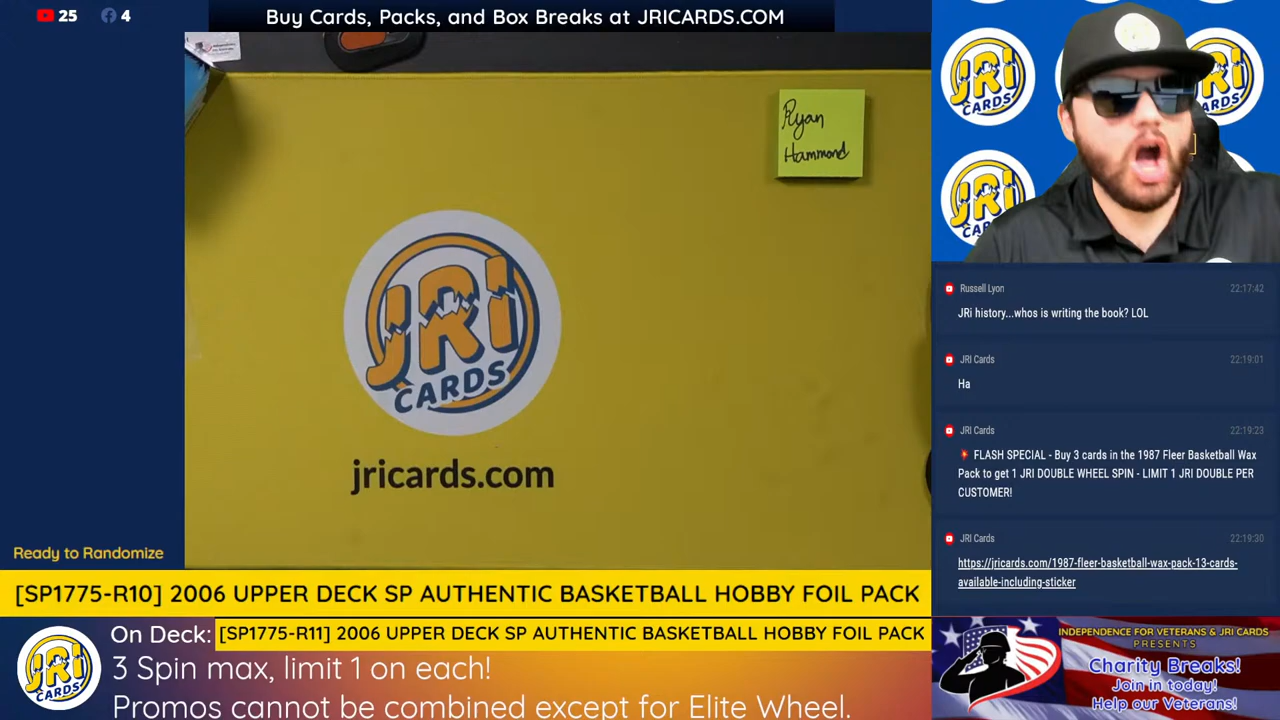 25
4
Buy Cards, Packs, and Box Breaks at JRICARDS.COM
Ryan
Hammond
JRI
CARDS
jricards.com
JRI
CARDS
CARDS
JRI
Russell Lyon 22:17:42
JRi history...whos is writing the book? LOL
JRI Cards 22:19:01
Ha
JRI Cards 22:19:23
FLASH SPECIAL - Buy 3 cards in the 1987 Fleer Basketball Wax
Pack to get 1 JRI DOUBLE WHEEL SPIN - LIMIT 1 JRI DOUBLE PER
CUSTOMER!
JRI Cards 22:19:30
https://jricards.com/1987-fleer-basketball-wax-pack-13-cards-
available-including-sticker
Ready to Randomize
[SP1775-R10] 2006 UPPER DECK SP AUTHENTIC BASKETBALL HOBBY FOIL PACK
JRI
CARDS
On Deck: [SP1775-R11] 2006 UPPER DECK SP AUTHENTIC BASKETBALL HOBBY FOIL PACK
3 Spin max, limit 1 on each!
Promos cannot be combined except for Elite Wheel.
INDEPENDENCE FOR VETERANS & JRI CARDS
PRESENTS
Charity Breaks!
Join in today!
Help our Veterans!